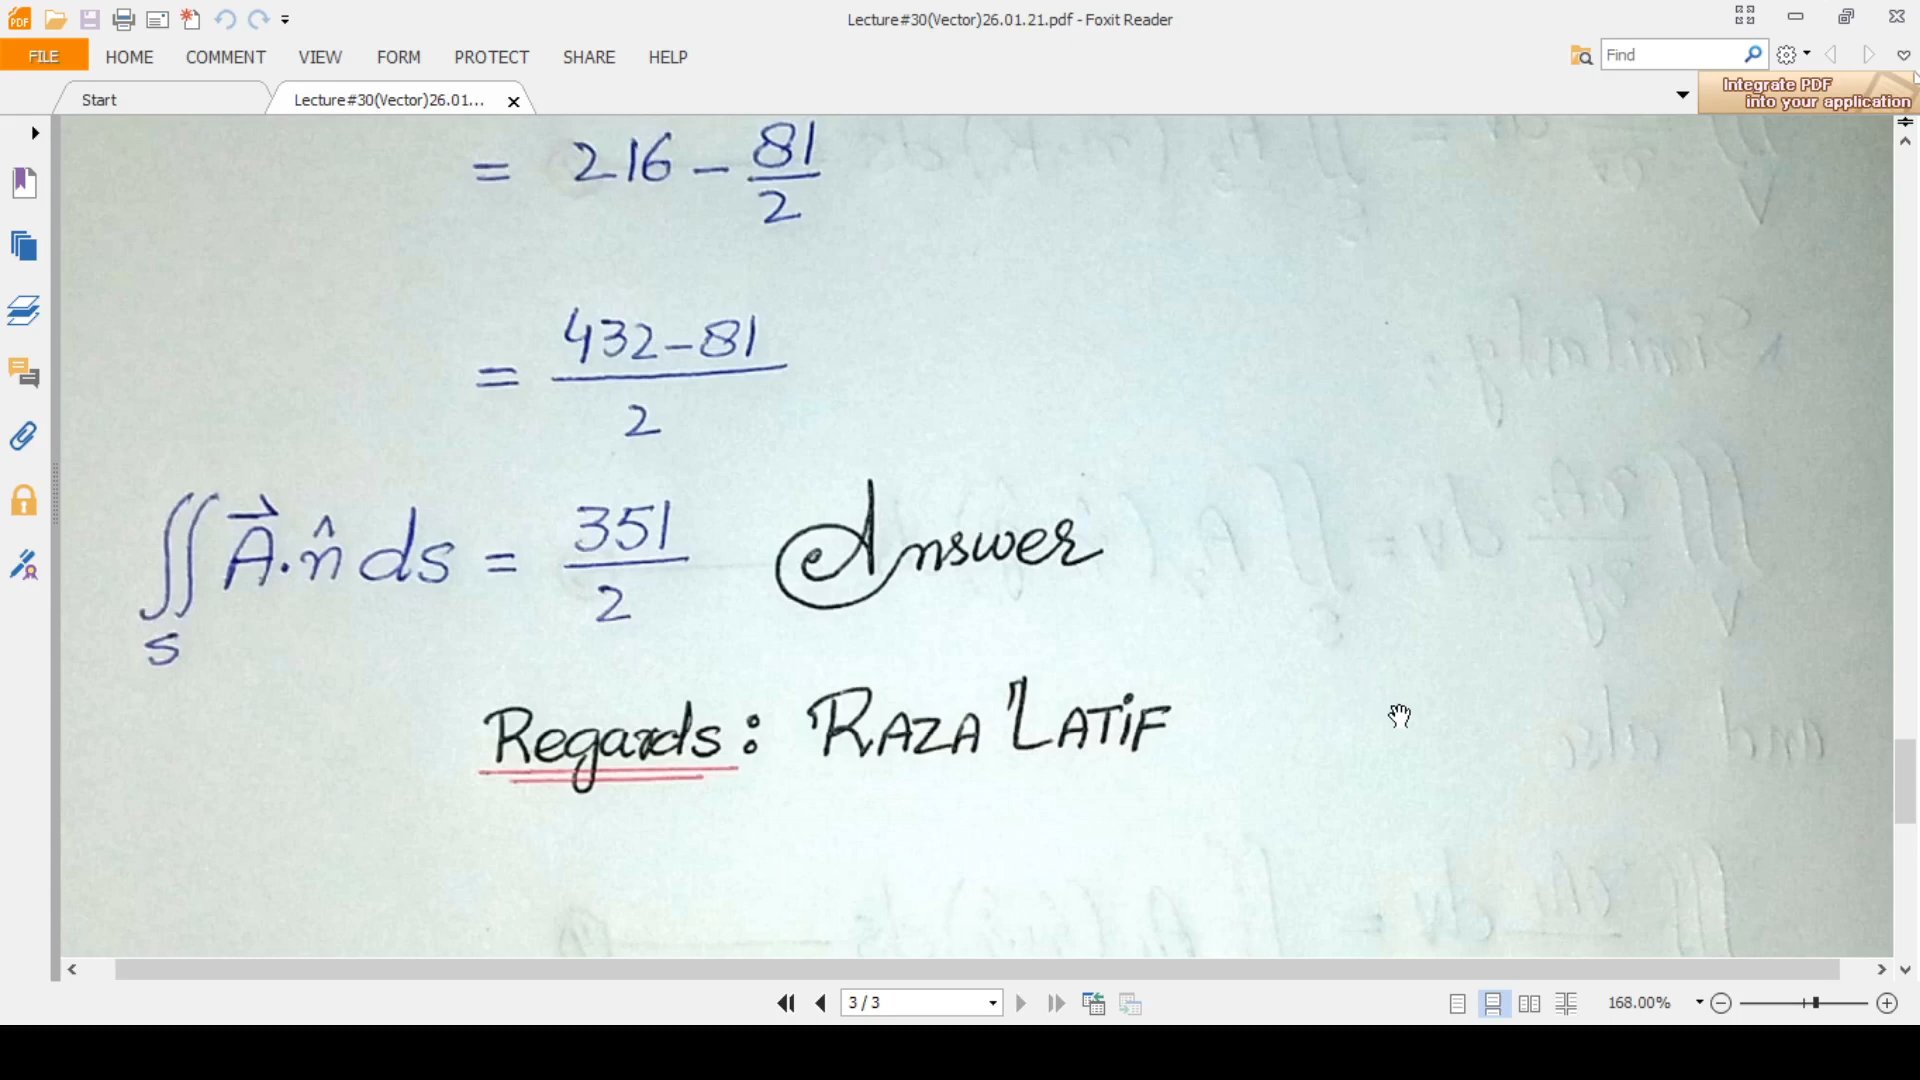 Lecture#30(Vector)26.01.21.pdf - Foxit Reader
FILE HOME COMMENT VIEW FORM PROTECT SHARE HELP
Find
Start Lecture#30(Vector)26.01...
Integrate PDF
into your application
= 216 - 81/2
= 432-81/2
∬_S A⃗.n̂ ds = 351/2 Answer
Regards: RAZA LATIF
3 / 3
168.00%